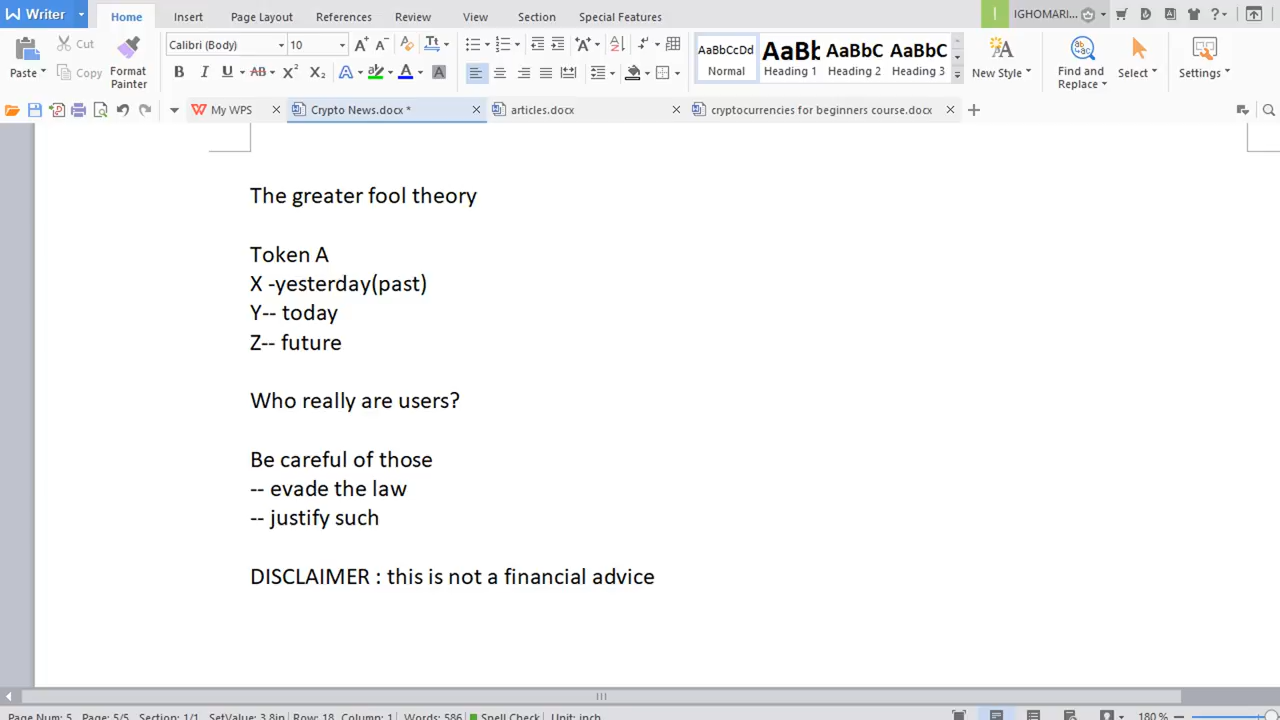 Writer
Home Insert Page Layout References Review View Section Special Features IGHOMARI...
Paste Cut Copy Format Painter
Calibri (Body) 10
AaBbCcDd Normal
AaBb Heading 1
AaBbC Heading 2
AaBbC Heading 3
New Style
Find and Replace
Select
Settings
My WPS Crypto News.docx * articles.docx cryptocurrencies for beginners course.docx
The greater fool theory
Token A
X -yesterday(past)
Y-- today
Z-- future
Who really are users?
Be careful of those
-- evade the law
-- justify such
DISCLAIMER : this is not a financial advice
Page Num: 5 Page: 5/5 Section: 1/1 SetValue: 3.8in Row: 18 Column: 1 Words: 586 Spell Check Unit: inch 180 %